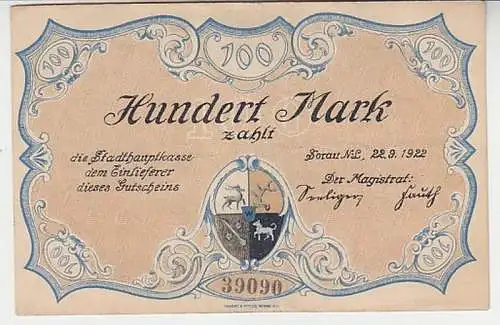 100 100 100
Hundert Mark
zahlt
die Stadthauptkasse
dem Einlieferer
dieses Gutscheins
Sorau N.L., 22.9.1922
Der Magistrat:
100 100
39090